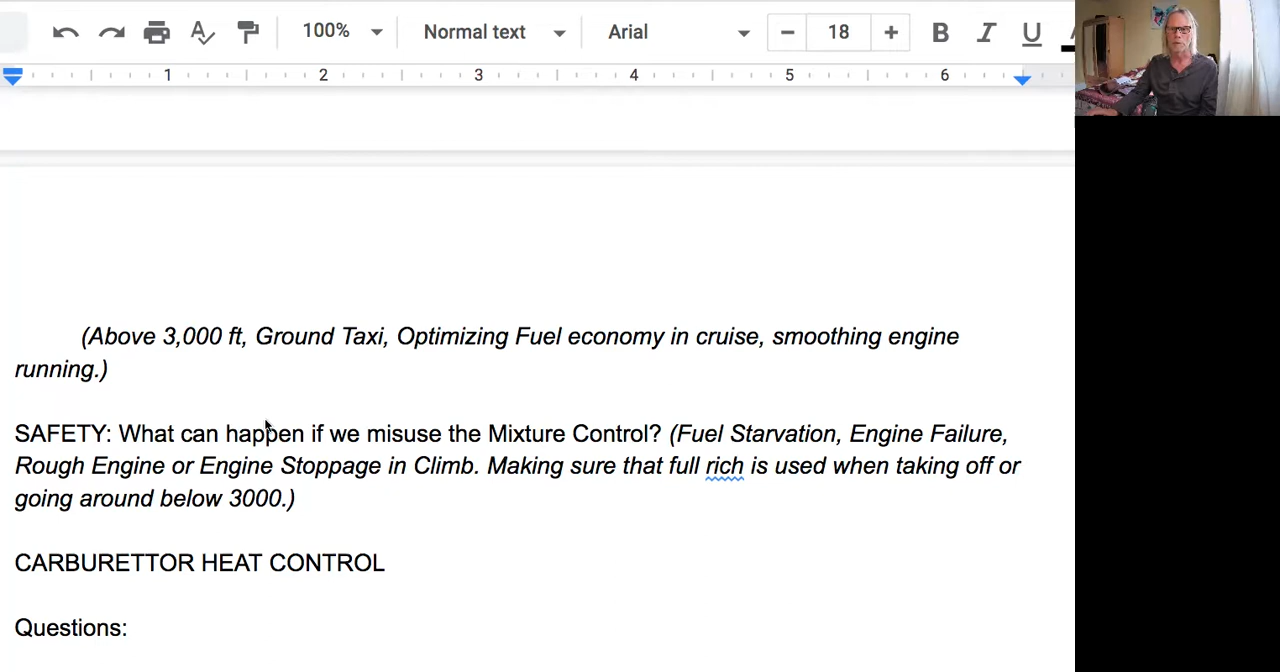 100% Normal text Arial 18 B I U
1 2 3 4 5 6
(Above 3,000 ft, Ground Taxi, Optimizing Fuel economy in cruise, smoothing engine
running.)
SAFETY: What can happen if we misuse the Mixture Control? (Fuel Starvation, Engine Failure,
Rough Engine or Engine Stoppage in Climb. Making sure that full rich is used when taking off or
going around below 3000.)
CARBURETTOR HEAT CONTROL
Questions: